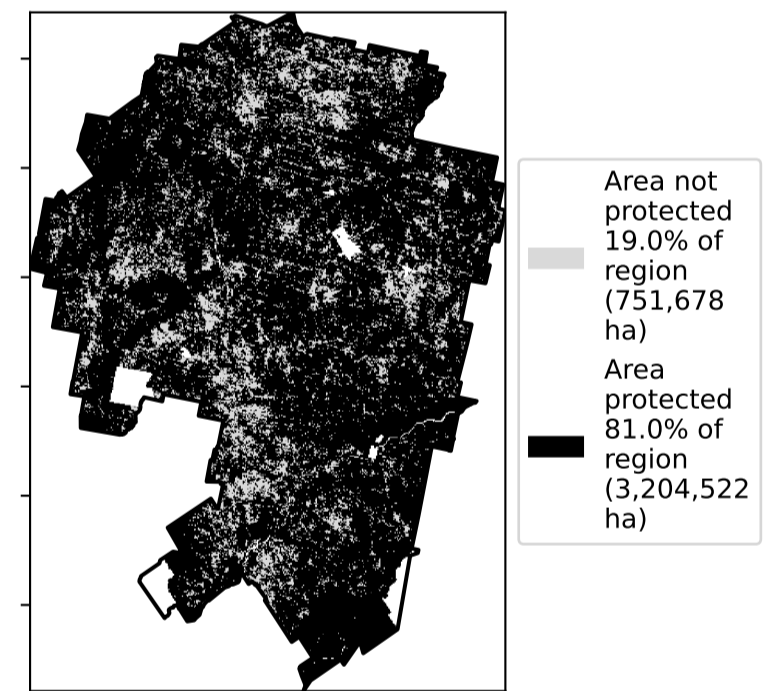 Area not
protected
19.0% of
region
(751,678
ha)
Area
protected
81.0% of
region
(3,204,522
ha)